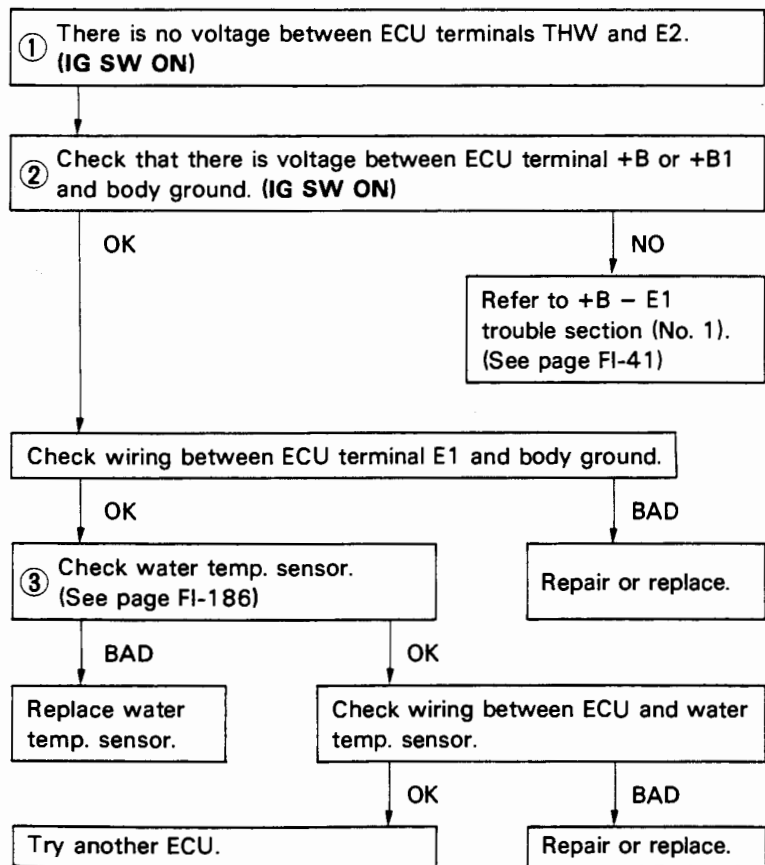 ① There is no voltage between ECU terminals THW and E2.
(IG SW ON)
② Check that there is voltage between ECU terminal +B or +B1
and body ground. (IG SW ON)
OK
NO
Refer to +B – E1
trouble section (No. 1).
(See page FI-41)
Check wiring between ECU terminal E1 and body ground.
OK
BAD
③ Check water temp. sensor.
(See page FI-186)
Repair or replace.
BAD
OK
Replace water
temp. sensor.
Check wiring between ECU and water
temp. sensor.
OK
BAD
Try another ECU.
Repair or replace.